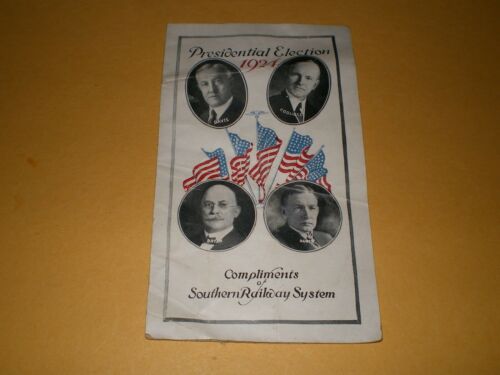 Presidential Election
1924
DAVIS
COOLIDGE
Compliments
of
Southern Railway System